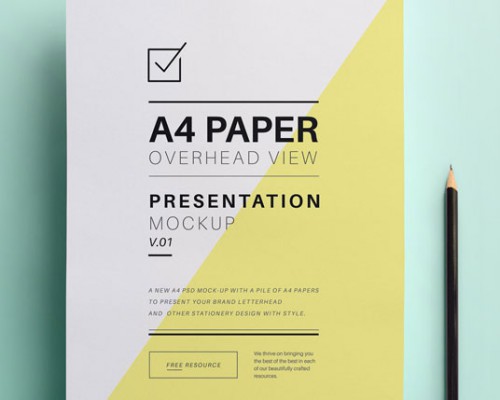 A4 PAPER
OVERHEAD VIEW
PRESENTATION
MOCKUP
V.01
A NEW A4 PSD MOCK-UP WITH A PILE OF A4 PAPERS
TO PRESENT YOUR BRAND LETTERHEAD
AND OTHER STATIONERY DESIGN WITH STYLE.
FREE RESOURCE
We thrive on bringing you
the best of the best in each
of our beautifully crafted
resources.